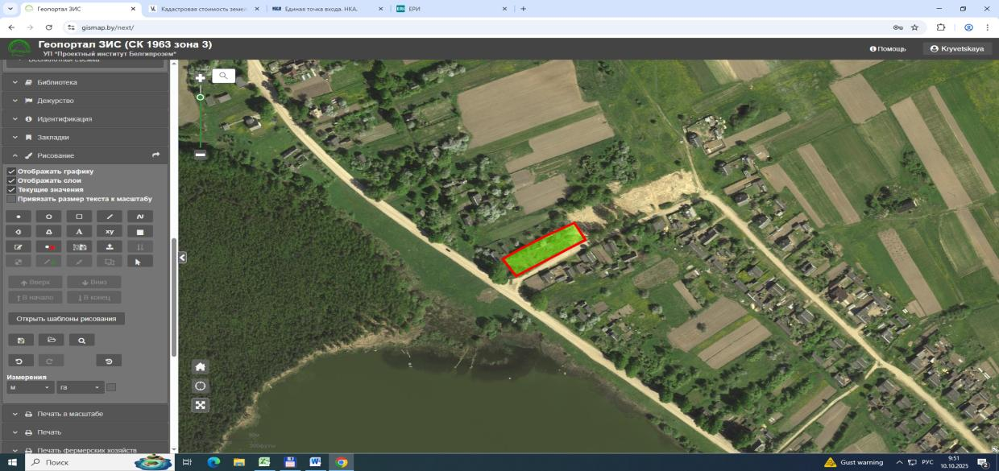 Геопортал ЗИС
Кадастровая стоимость земе
Единая точка входа. НКА.
ERI ЕРИ
gismap.by/next/
Геопортал ЗИС (СК 1963 зона 3)
УП "Проектный институт Белгипрозем"
Помощь
Kryvetskaya
Беспилотная съемка
Библиотека
Дежурство
Идентификация
Закладки
Рисование
Отображать графику
Отображать слои
Текущие значения
Привязать размер текста к масштабу
A xy
Вверх Вниз
В начало В конец
Открыть шаблоны рисования
Измерения
м га
Печать в масштабе
Печать
Печать фермерских хозяйств
Поиск
Gust warning
РУС
9:51
10.10.2025